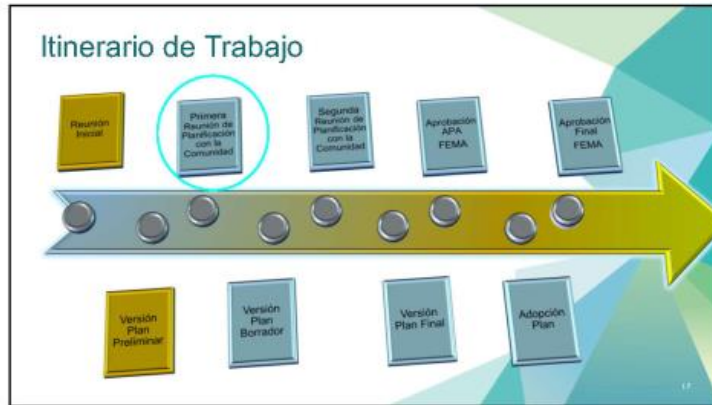 Itinerario de Trabajo
Reunión
Inicial
Primera
Reunión de
Planificación
con la
Comunidad
Segunda
Reunión de
Planificación
con la
Comunidad
Aprobación
APA
FEMA
Aprobación
Final
FEMA
Versión
Plan
Preliminar
Versión
Plan
Borrador
Versión
Plan Final
Adopción
Plan